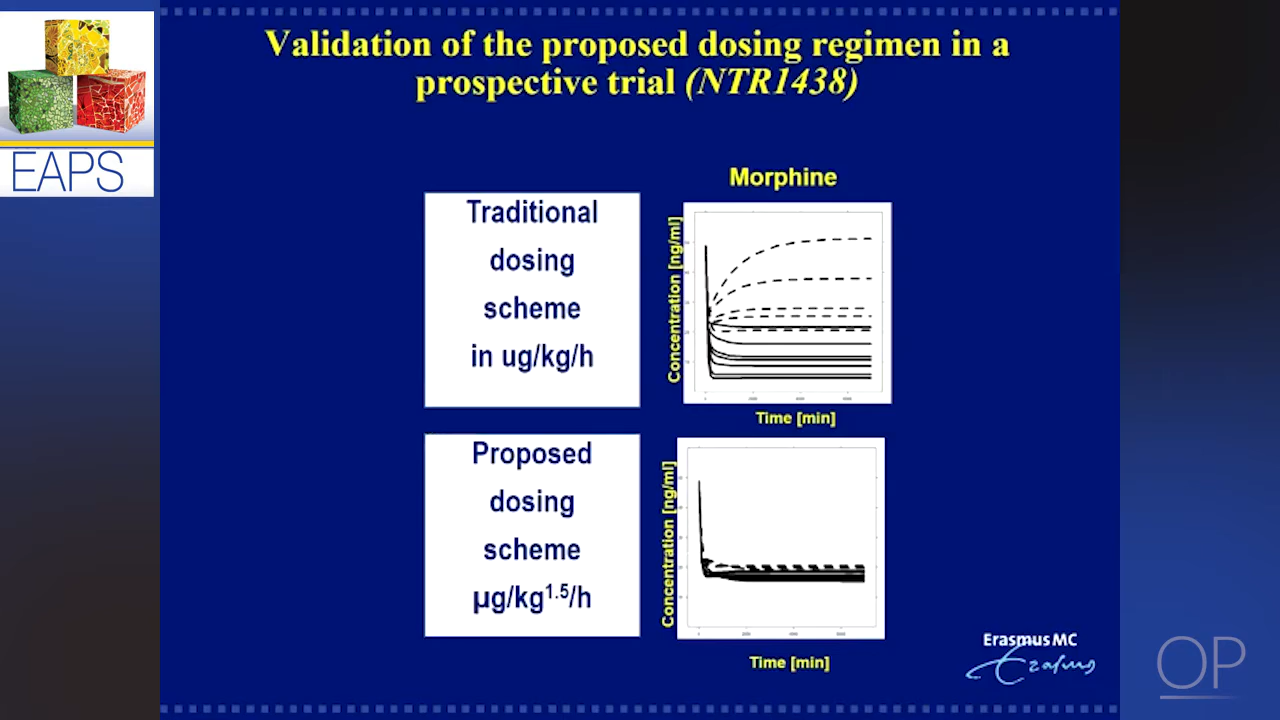 Validation of the proposed dosing regimen in a
prospective trial (NTR1438)
EAPS
Morphine
Traditional
dosing
scheme
in ug/kg/h
Concentration [ng/ml]
Time [min]
Proposed
dosing
scheme
µg/kg1.5/h
Concentration [ng/ml]
Time [min]
Erasmus MC
Erasmus
OP